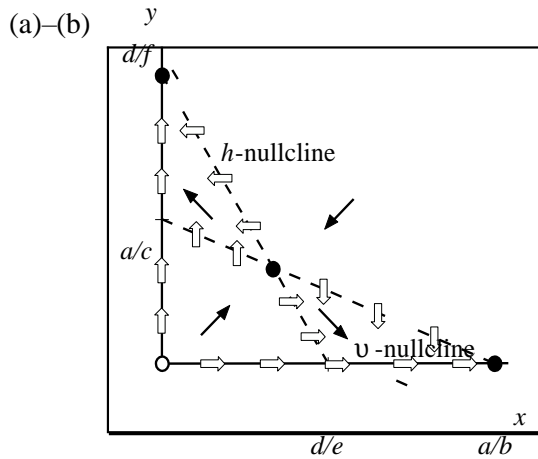 (a)–(b)
y
d/f
h-nullcline
a/c
υ -nullcline
x
d/e
a/b